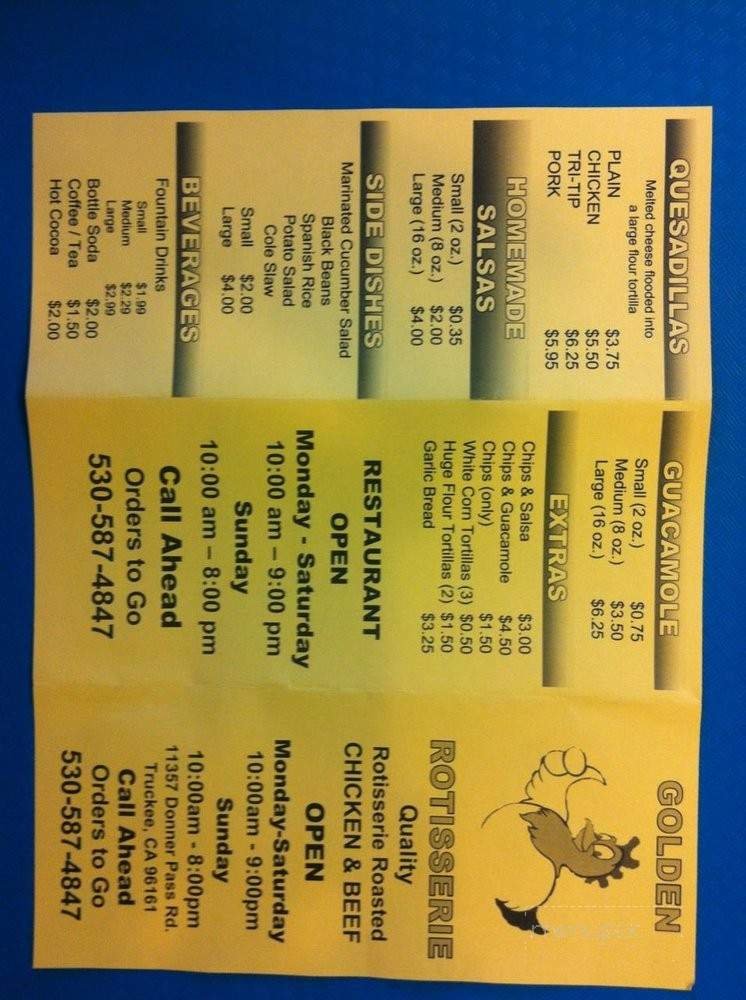 QUESADILLAS
Melted cheese flooded into
a large flour tortilla
PLAIN $3.75
CHICKEN $5.50
TRI-TIP $6.25
PORK $5.95
HOMEMADE
SALSAS
Small (2 oz.) $0.35
Medium (8 oz.) $2.00
Large (16 oz.) $4.00
SIDE DISHES
Marinated Cucumber Salad
Black Beans
Spanish Rice
Potato Salad
Cole Slaw
Small $2.00
Large $4.00
BEVERAGES
Fountain Drinks
Small $1.99
Medium $2.29
Large $2.99
Bottle Soda $2.00
Coffee / Tea $1.50
Hot Cocoa $2.00
GUACAMOLE
Small (2 oz.) $0.75
Medium (8 oz.) $3.50
Large (16 oz.) $6.25
EXTRAS
Chips & Salsa $3.00
Chips & Guacamole $4.50
Chips (only) $1.50
White Corn Tortillas (3) $0.50
Huge Flour Tortillas (2) $1.50
Garlic Bread $3.25
RESTAURANT
OPEN
Monday - Saturday
10:00 am – 9:00 pm
Sunday
10:00 am – 8:00 pm
Call Ahead
Orders to Go
530-587-4847
GOLDEN
ROTISSERIE
Quality
Rotisserie Roasted
CHICKEN & BEEF
OPEN
Monday-Saturday
10:00am - 9:00pm
Sunday
10:00am - 8:00pm
11357 Donner Pass Rd.
Truckee, CA 96161
Call Ahead
Orders to Go
530-587-4847